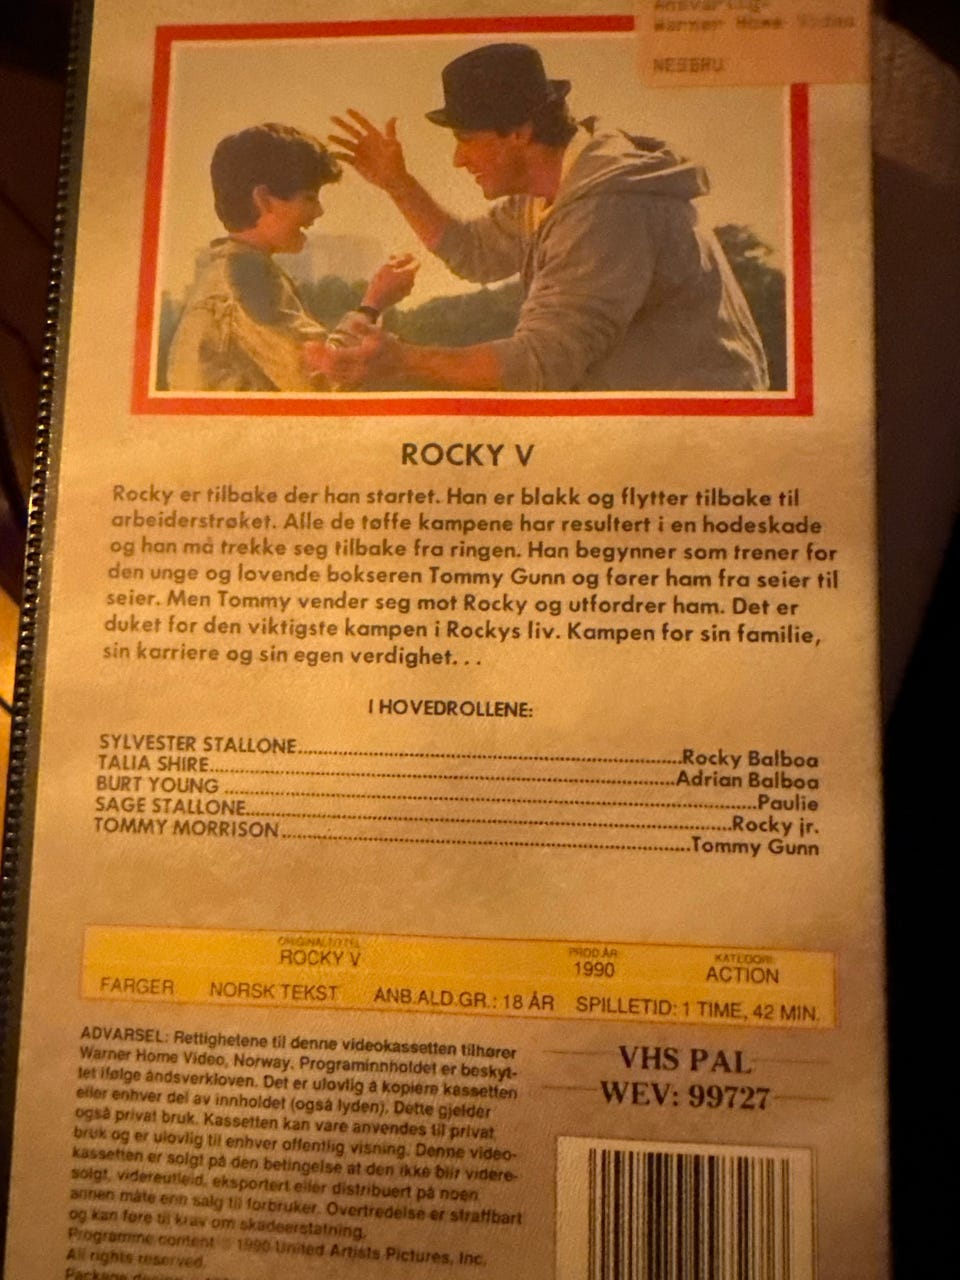 Ansvarlig:
Warner Home Video
NESBRU
ROCKY V
Rocky er tilbake der han startet. Han er blakk og flytter tilbake til
arbeiderstrøket. Alle de tøffe kampene har resultert i en hodeskade
og han må trekke seg tilbake fra ringen. Han begynner som trener for
den unge og lovende bokseren Tommy Gunn og fører ham fra seier til
seier. Men Tommy vender seg mot Rocky og utfordrer ham. Det er
duket for den viktigste kampen i Rockys liv. Kampen for sin familie,
sin karriere og sin egen verdighet. . .
I HOVEDROLLENE:
SYLVESTER STALLONE..........Rocky Balboa
TALIA SHIRE..........Adrian Balboa
BURT YOUNG ..........Paulie
SAGE STALLONE..........Rocky jr.
TOMMY MORRISON..........Tommy Gunn
ORIGINALTITTEL PROD.ÅR KATEGORI
ROCKY V 1990 ACTION
FARGER NORSK TEKST ANB.ALD.GR.: 18 ÅR SPILLETID: 1 TIME, 42 MIN.
ADVARSEL: Rettighetene til denne videokassetten tilhører
Warner Home Video, Norway. Programinnholdet er beskyt-
tet ifølge åndsverkloven. Det er ulovlig å kopiere kassetten
eller enhver del av innholdet (også lyden). Dette gjelder
også privat bruk. Kassetten kan vare anvendes til privat
bruk og er ulovlig til enhver offentlig visning. Denne video-
kassetten er solgt på den betingelse at den ikke blir videre-
solgt, videreutleid, eksportert eller distribuert på noen
annen måte enn salg til forbruker. Overtredelse er straffbart
og kan føre til krav om skadeerstatning.
Programme content © 1990 United Artists Pictures, Inc.
All rights reserved.
Package design
VHS PAL
WEV: 99727